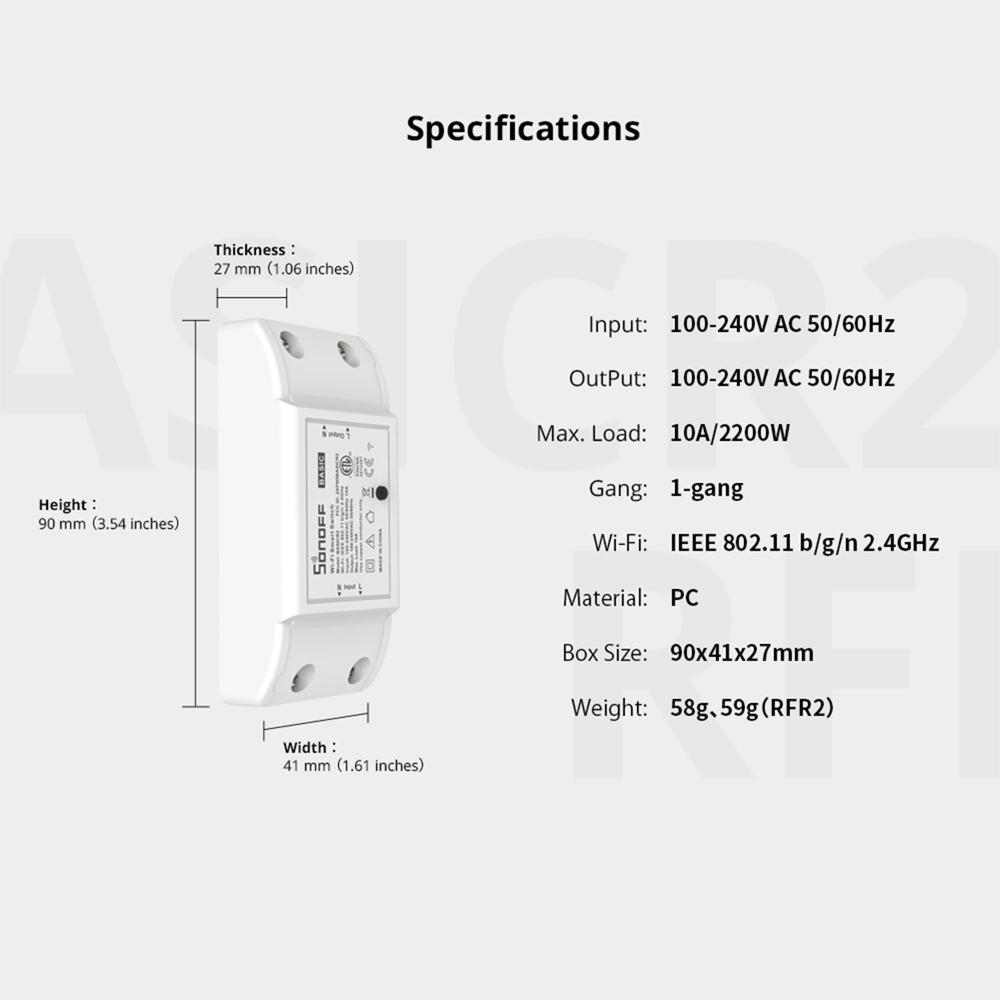 Specifications
Thickness：
27 mm（1.06 inches）
Height：
90 mm（3.54 inches）
Width：
41 mm（1.61 inches）
Input: 100-240V AC 50/60Hz
OutPut: 100-240V AC 50/60Hz
Max. Load: 10A/2200W
Gang: 1-gang
Wi-Fi: IEEE 802.11 b/g/n 2.4GHz
Material: PC
Box Size: 90x41x27mm
Weight: 58g、59g（RFR2）
ASICR2
RFR
N Output L
SONOFF BASIC
Wi-Fi Smart Switch
MADE IN CHINA
N Input L